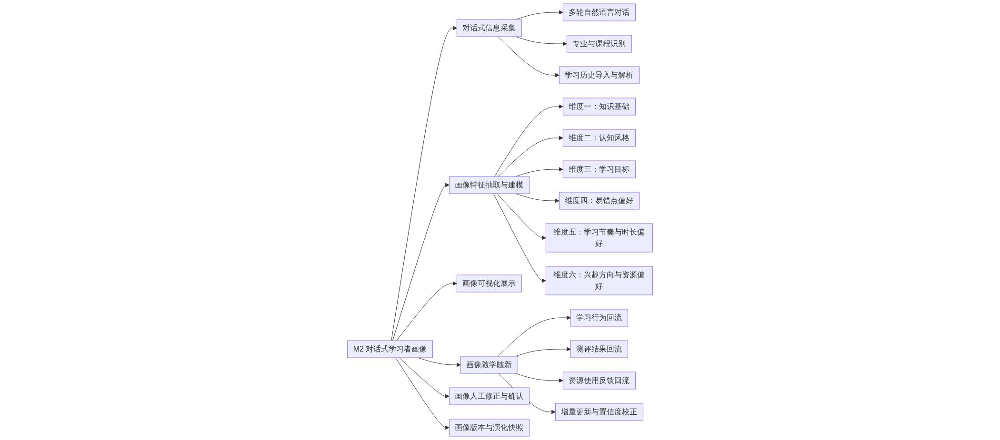 多轮自然语言对话
对话式信息采集
专业与课程识别
学习历史导入与解析
维度一：知识基础
维度二：认知风格
维度三：学习目标
画像特征抽取与建模
维度四：易错点偏好
维度五：学习节奏与时长偏
好
维度六：兴趣方向与资源偏
好
画像可视化展示
学习行为回流
M2 对话式学习者画像
测评结果回流
画像随学随新
资源使用反馈回流
画像人工修正与确认
增量更新与置信度校正
画像版本与演化快照